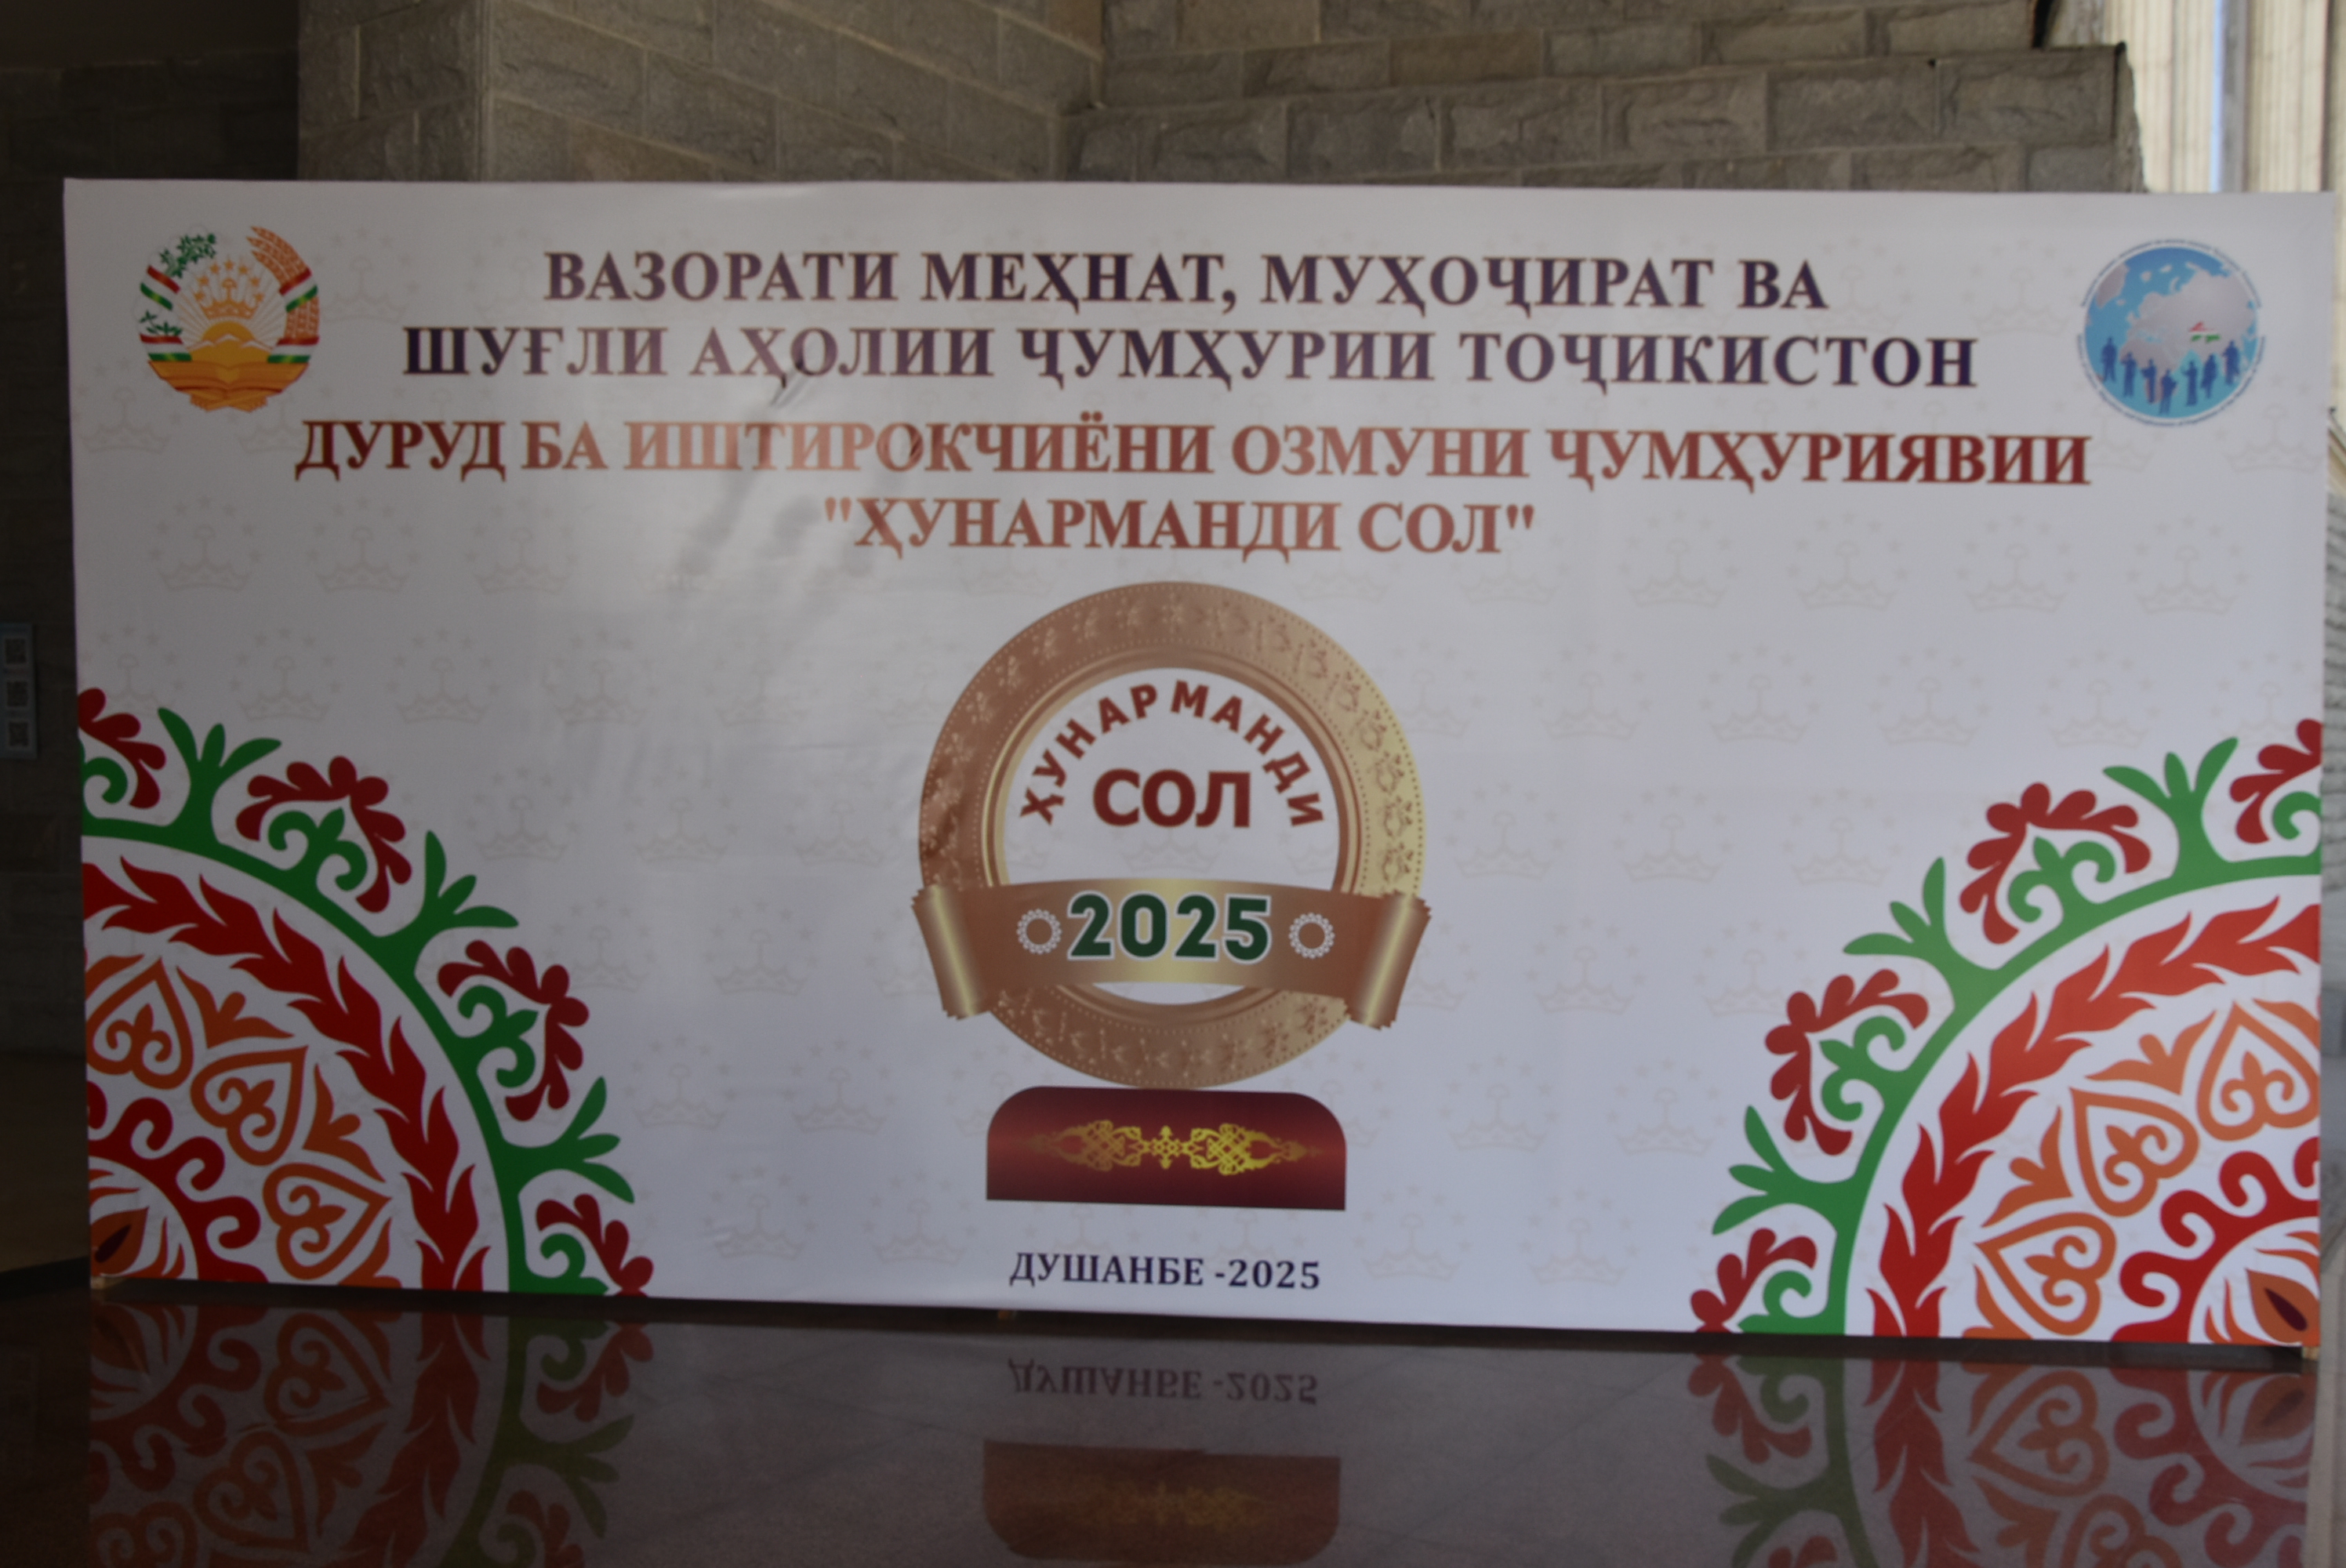 ВАЗОРАТИ МЕҲНАТ, МУҲОҶИРАТ ВА
ШУҒЛИ АҲОЛИИ ҶУМҲУРИИ ТОҶИКИСТОН
ДУРУД БА ИШТИРОКЧИЁНИ ОЗМУНИ ҶУМҲУРИЯВИИ
"ҲУНАРМАНДИ СОЛ"
ҲУНАРМАНДИ
СОЛ
2025
ДУШАНБЕ -2025